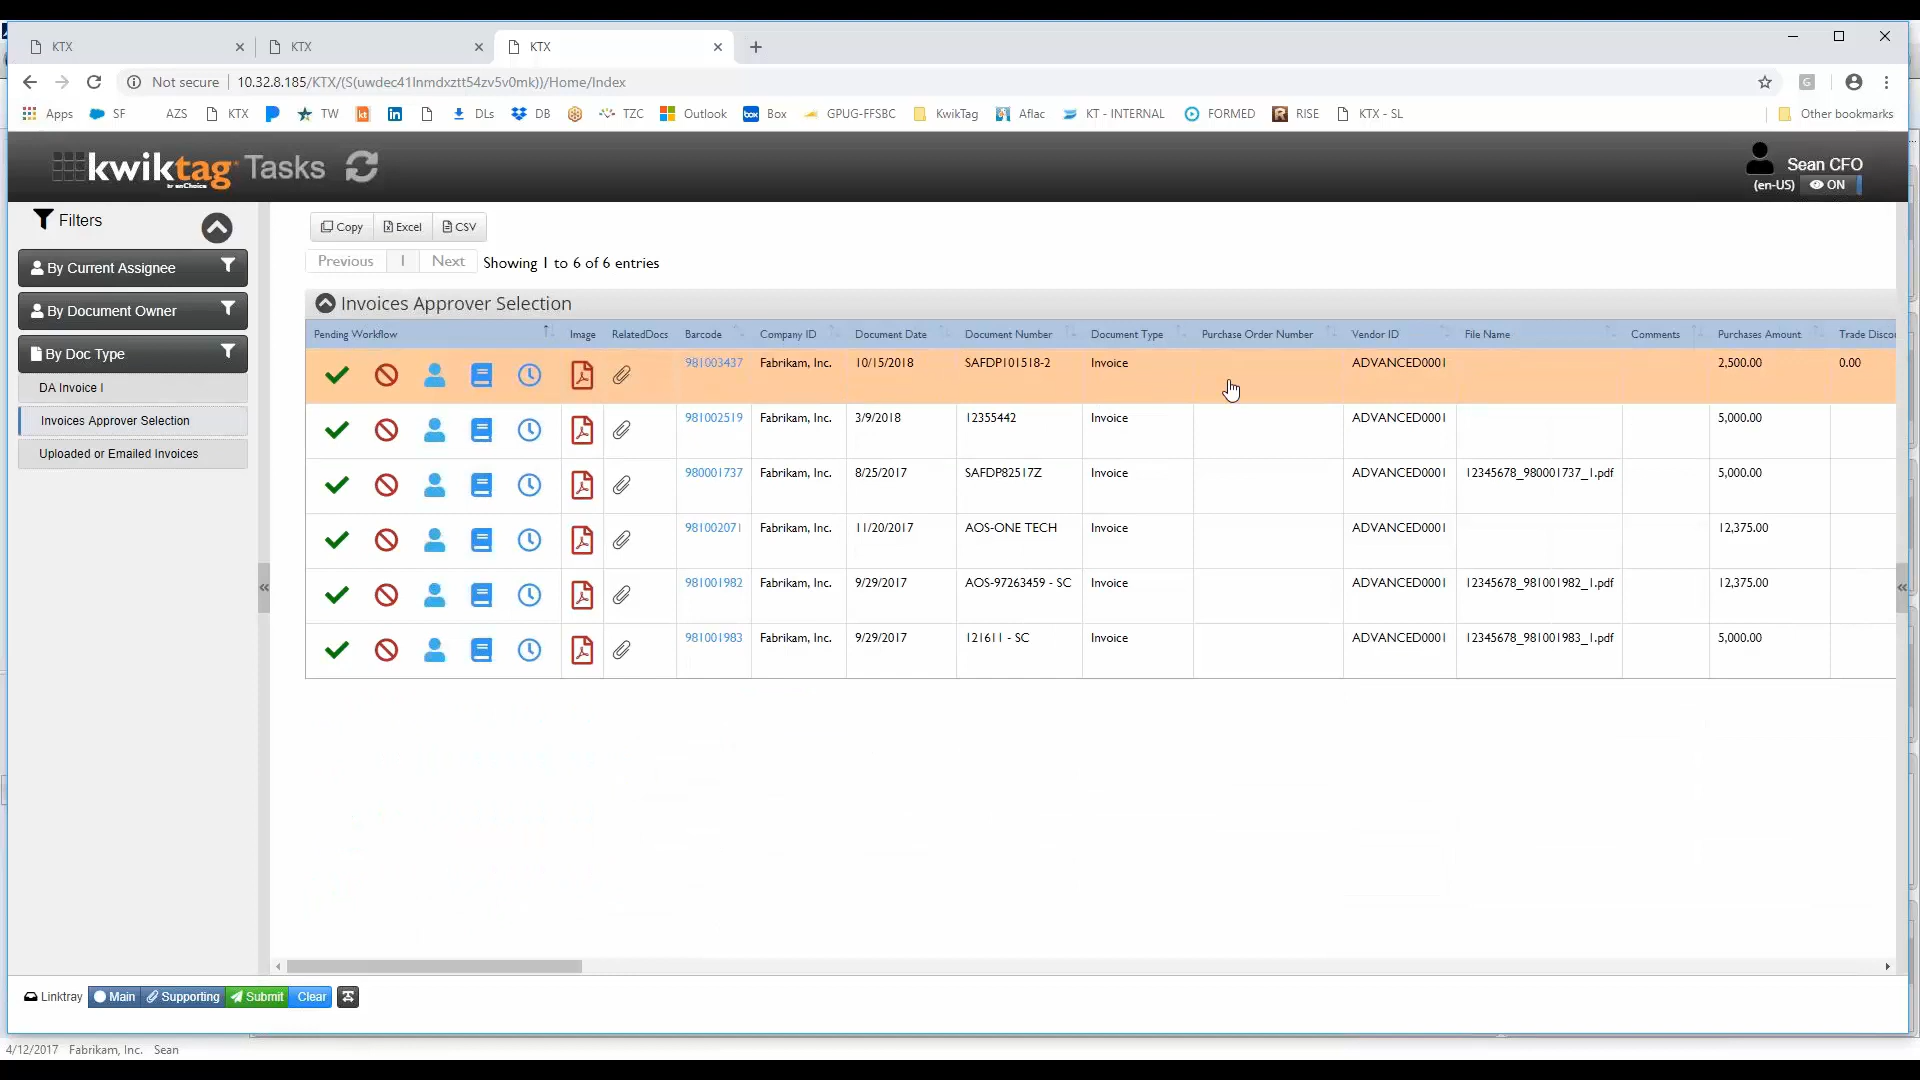 KTX
KTX
KTX
Not secure 10.32.8.185/KTX/(S(uwdec41lnmdxztt54zv5v0mk))/Home/Index
Apps SF AZS KTX TW DLs DB TZC Outlook Box GPUG-FFSBC KwikTag Aflac KT - INTERNAL FORMED RISE KTX - SL Other bookmarks
kwiktag Tasks
by enChoice
Sean CFO
(en-US) ON
Filters
By Current Assignee
By Document Owner
By Doc Type
DA Invoice I
Invoices Approver Selection
Uploaded or Emailed Invoices
Copy Excel CSV
Previous 1 Next Showing 1 to 6 of 6 entries
Invoices Approver Selection
Pending Workflow Image RelatedDocs Barcode Company ID Document Date Document Number Document Type Purchase Order Number Vendor ID File Name Comments Purchases Amount Trade Discou
981003437 Fabrikam, Inc. 10/15/2018 SAFDP101518-2 Invoice ADVANCED0001 2,500.00 0.00
981002519 Fabrikam, Inc. 3/9/2018 12355442 Invoice ADVANCED0001 5,000.00
980001737 Fabrikam, Inc. 8/25/2017 SAFDP82517Z Invoice ADVANCED0001 12345678_980001737_1.pdf 5,000.00
981002071 Fabrikam, Inc. 11/20/2017 AOS-ONE TECH Invoice ADVANCED0001 12,375.00
981001982 Fabrikam, Inc. 9/29/2017 AOS-97263459 - SC Invoice ADVANCED0001 12345678_981001982_1.pdf 12,375.00
981001983 Fabrikam, Inc. 9/29/2017 121611 - SC Invoice ADVANCED0001 12345678_981001983_1.pdf 5,000.00
Linktray Main Supporting Submit Clear
4/12/2017 Fabrikam, Inc. Sean